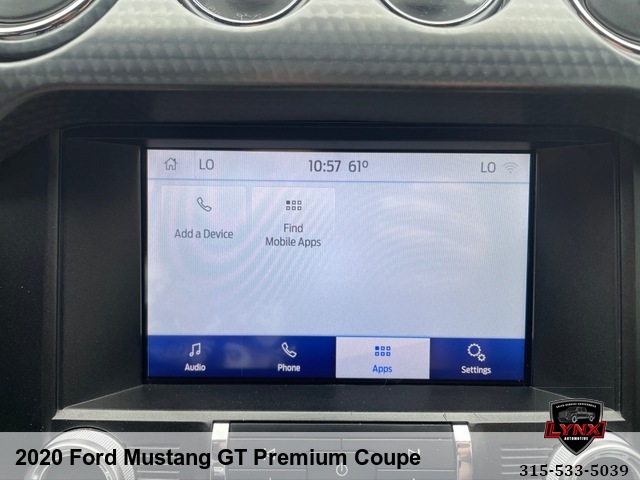 LO 10:57 61° LO
Add a Device
Find
Mobile Apps
Audio Phone Apps Settings
LYNX
AUTOMOTIVE
2020 Ford Mustang GT Premium Coupe
315-533-5039